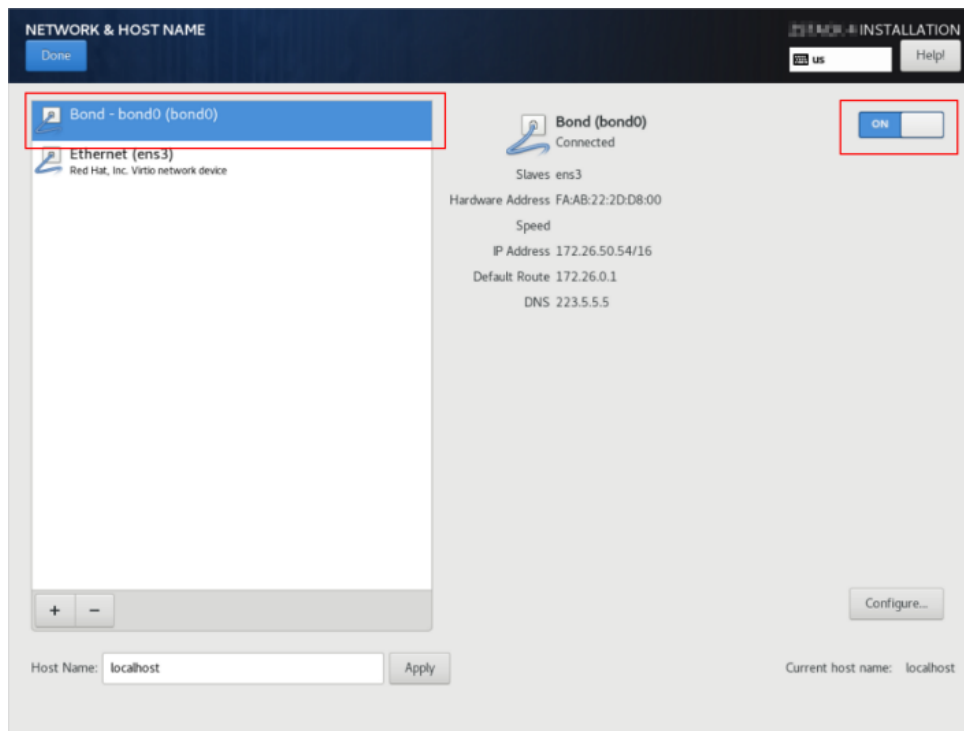 NETWORK & HOST NAME
INSTALLATION
Done
us
Help!
Bond - bond0 (bond0)
Ethernet (ens3)
Red Hat, Inc. Virtio network device
Bond (bond0)
Connected
ON
Slaves ens3
Hardware Address FA:AB:22:2D:D8:00
Speed
IP Address 172.26.50.54/16
Default Route 172.26.0.1
DNS 223.5.5.5
+ −
Configure...
Host Name: localhost
Apply
Current host name: localhost